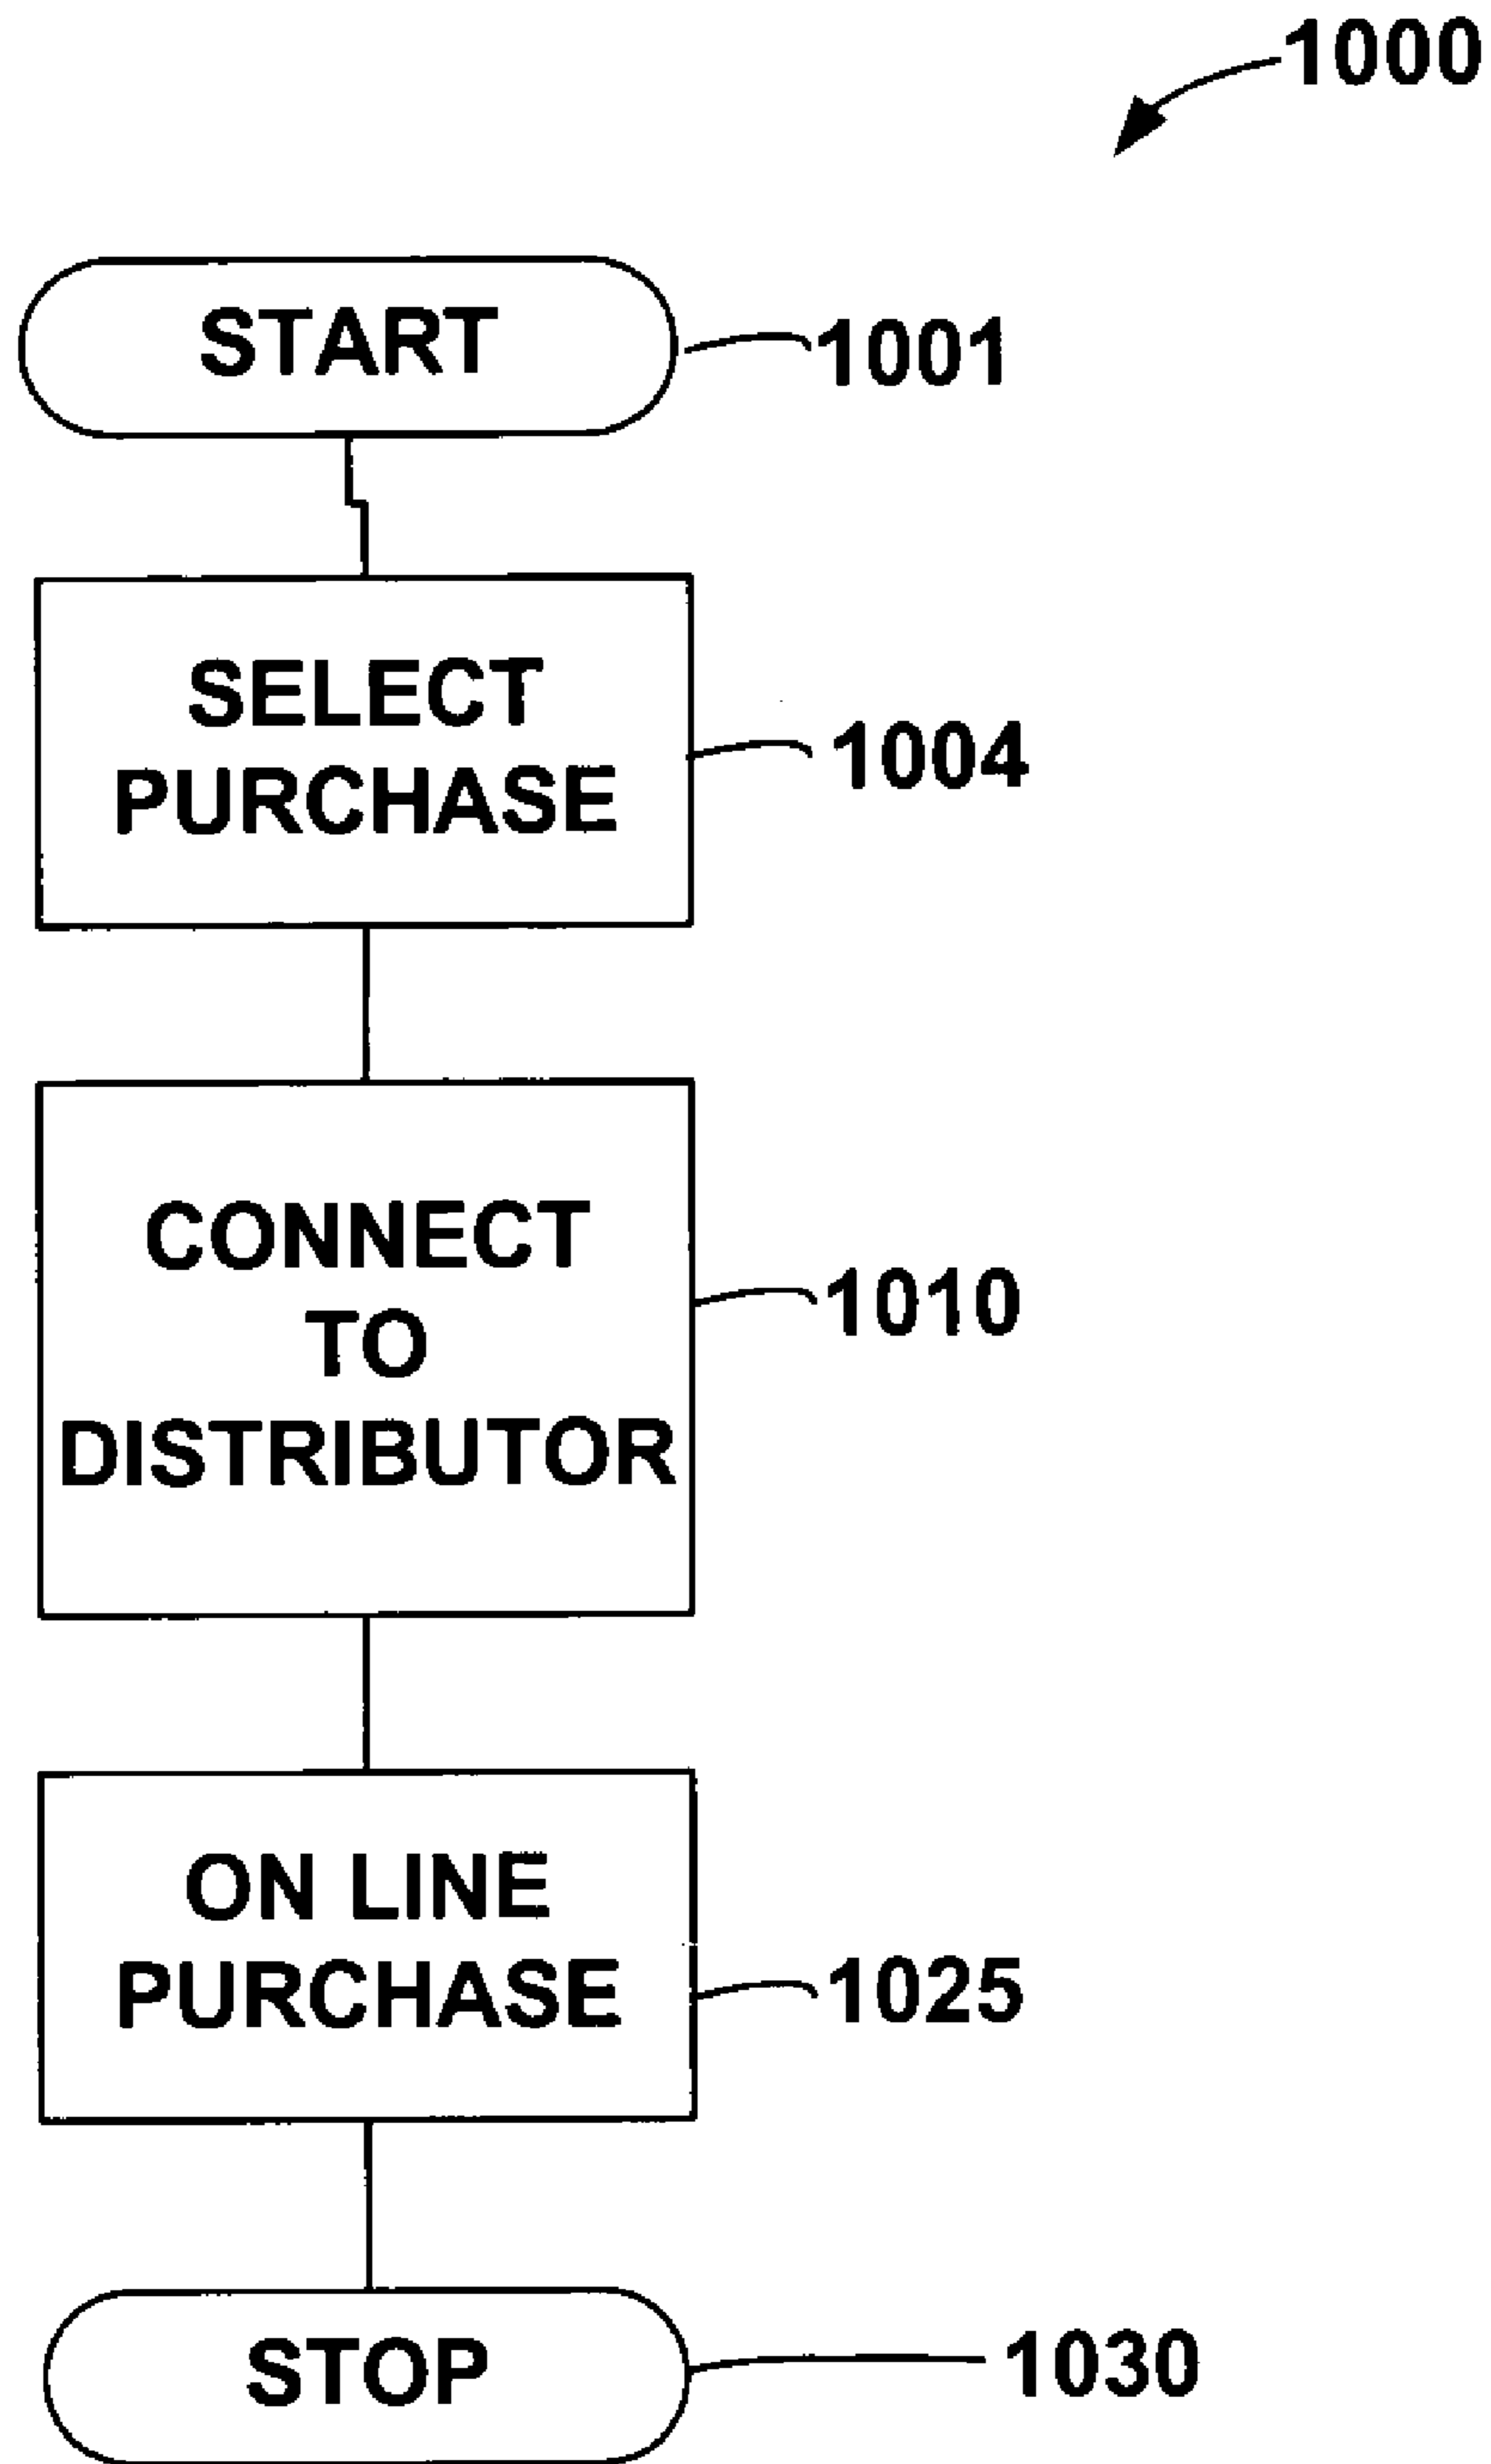 1000
START
1001
SELECT
PURCHASE
1004
CONNECT
TO
DISTRIBUTOR
1010
ON LINE
PURCHASE
1025
STOP
1030